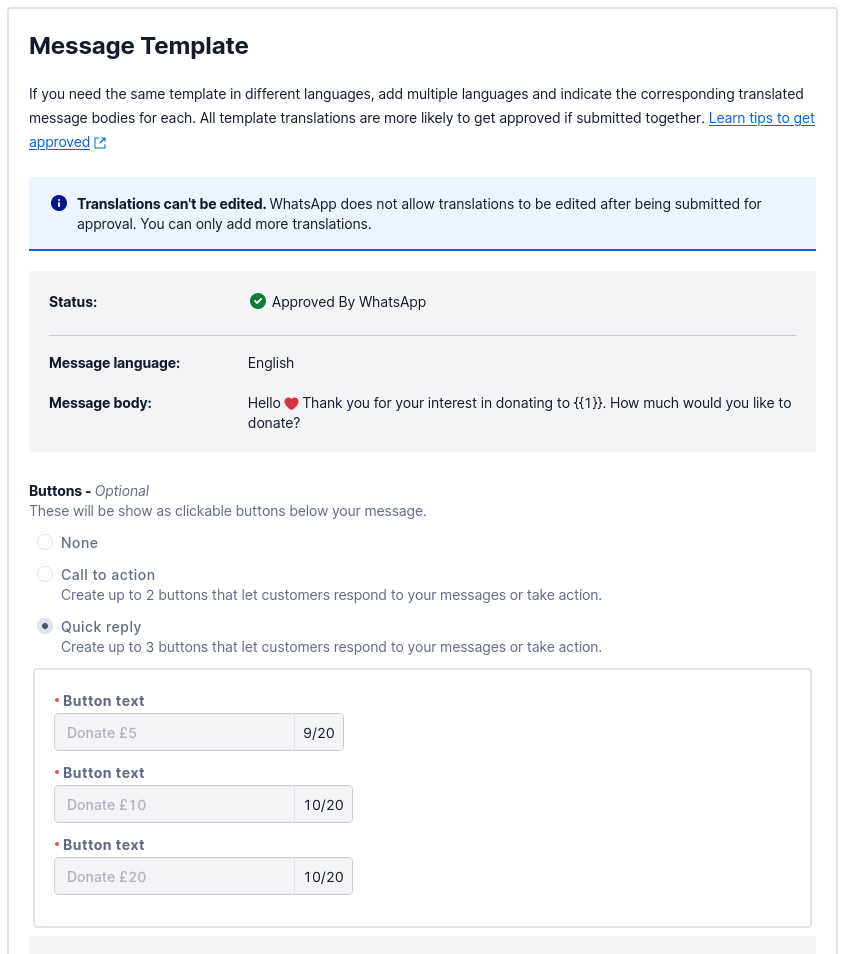 Message Template
If you need the same template in different languages, add multiple languages and indicate the corresponding translated
message bodies for each. All template translations are more likely to get approved if submitted together. Learn tips to get
approved
Translations can't be edited. WhatsApp does not allow translations to be edited after being submitted for
approval. You can only add more translations.
Status: Approved By WhatsApp
Message language: English
Message body: Hello ❤️ Thank you for your interest in donating to {{1}}. How much would you like to
donate?
Buttons - Optional
These will be show as clickable buttons below your message.
None
Call to action
Create up to 2 buttons that let customers respond to your messages or take action.
Quick reply
Create up to 3 buttons that let customers respond to your messages or take action.
• Button text
Donate £5 9/20
• Button text
Donate £10 10/20
• Button text
Donate £20 10/20